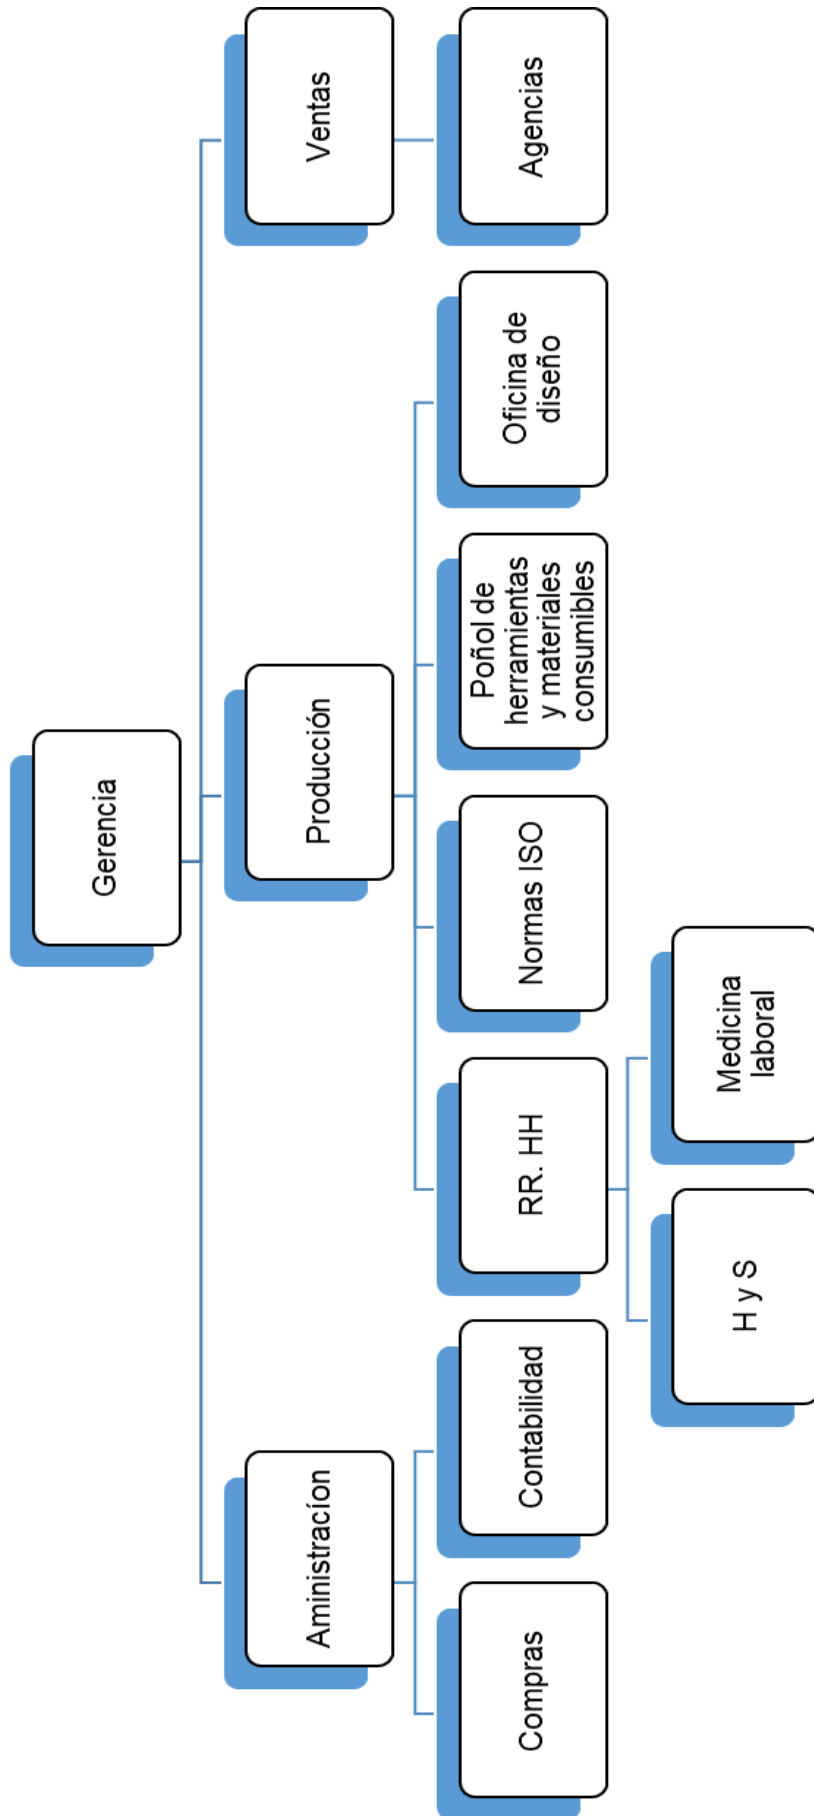 Gerencia
Aministracíon
Producción
Ventas
Compras
Contabilidad
RR. HH
Normas ISO
Poñol de
herramientas
y materiales
consumibles
Oficina de
diseño
Agencias
H y S
Medicina
laboral